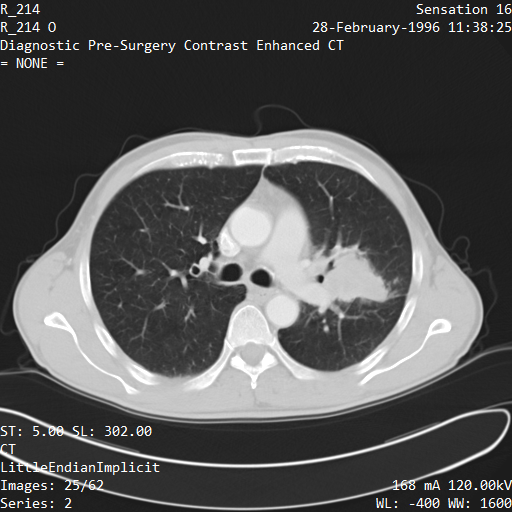 R_214
Sensation 16
R_214 O
28-February-1996 11:38:25
Diagnostic Pre-Surgery Contrast Enhanced CT
= NONE =
ST: 5.00 SL: 302.00
CT
LittleEndianImplicit
Images: 25/62
168 mA 120.00kV
Series: 2
WL: -400 WW: 1600